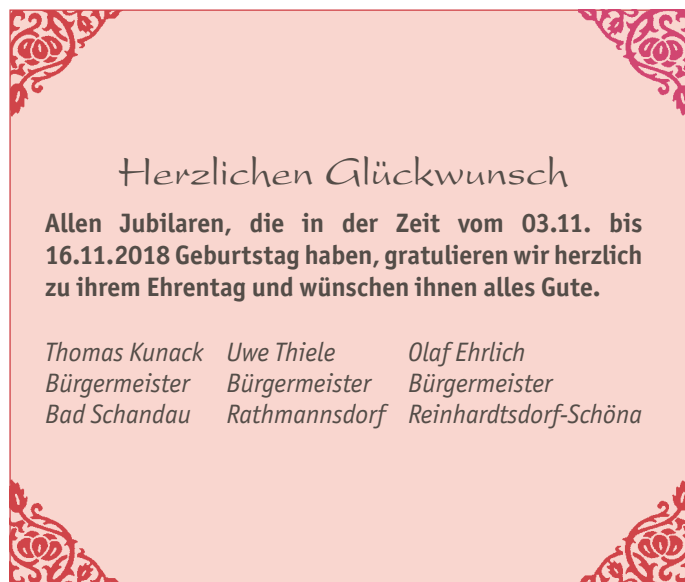 Herzlichen Glückwunsch
Allen Jubilaren, die in der Zeit vom 03.11. bis
16.11.2018 Geburtstag haben, gratulieren wir herzlich
zu ihrem Ehrentag und wünschen ihnen alles Gute.
Thomas Kunack Uwe Thiele Olaf Ehrlich
Bürgermeister Bürgermeister Bürgermeister
Bad Schandau Rathmannsdorf Reinhardtsdorf-Schöna